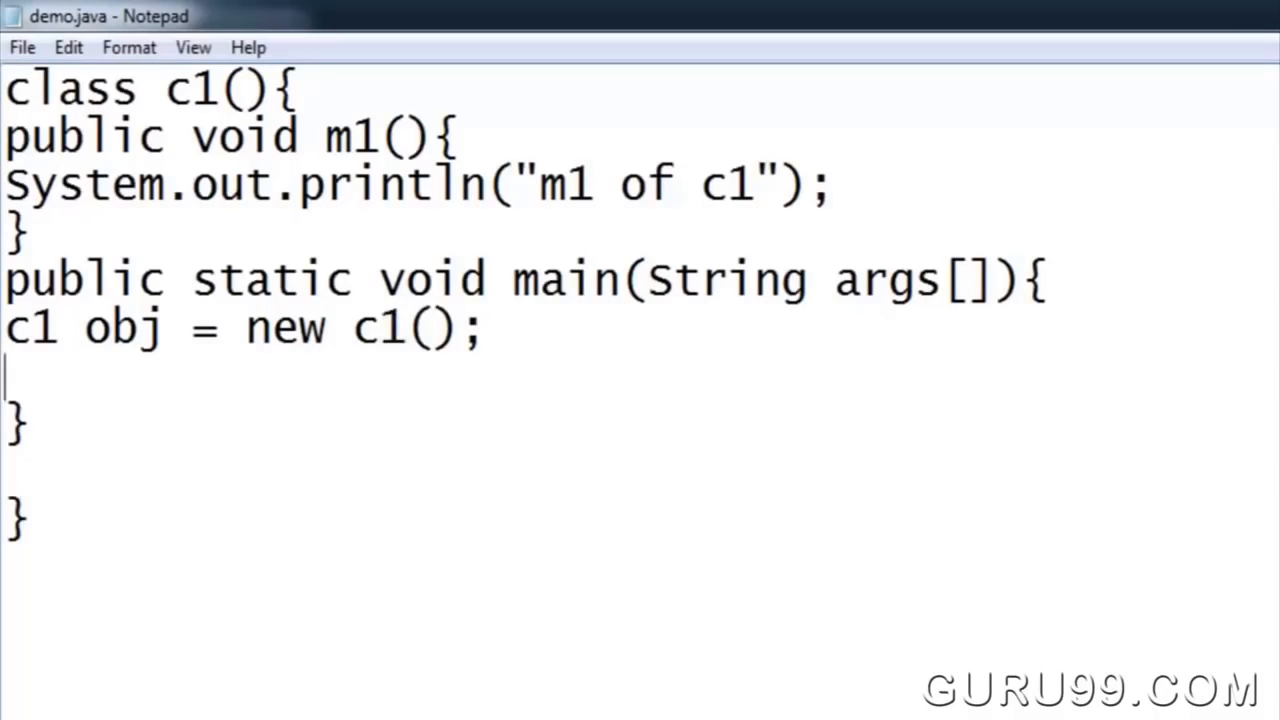 demo.java - Notepad
File Edit Format View Help
class c1(){
public void m1(){
System.out.println("m1 of c1");
}
public static void main(String args[]){
c1 obj = new c1();
}
}
GURU99.COM